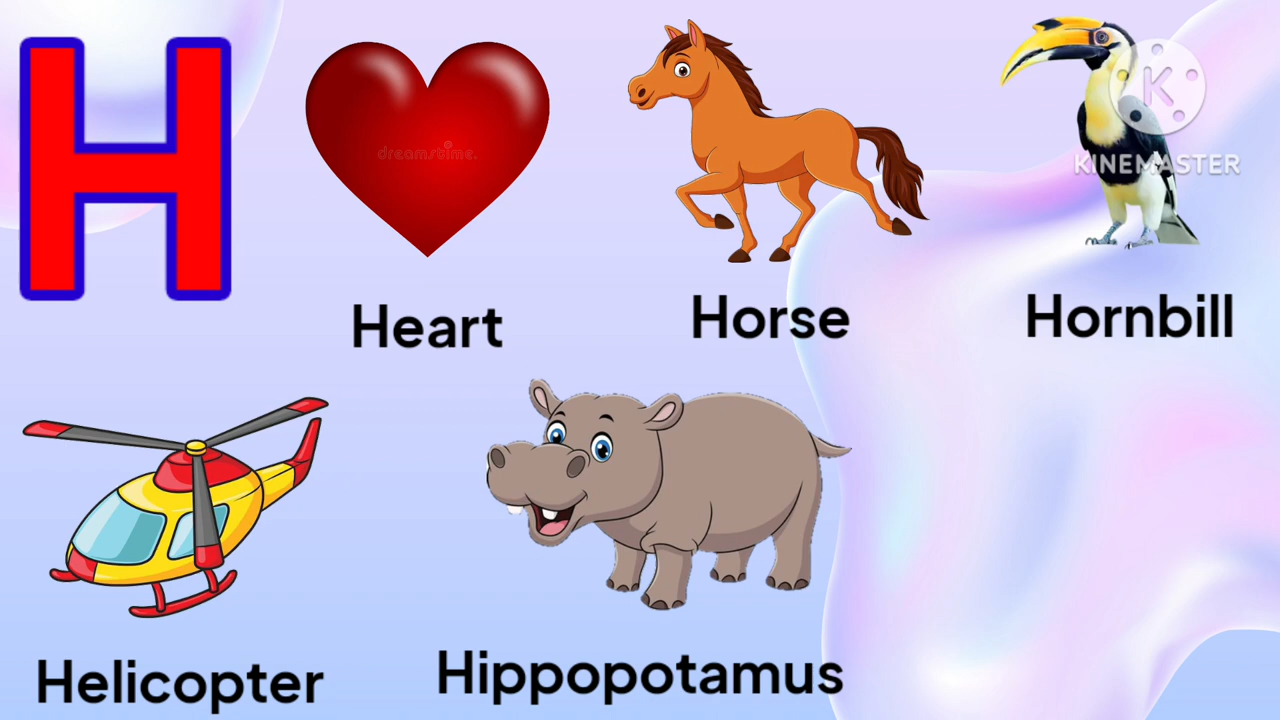 H
dreamstime.
K
KINEMASTER
Heart
Horse
Hornbill
Helicopter
Hippopotamus